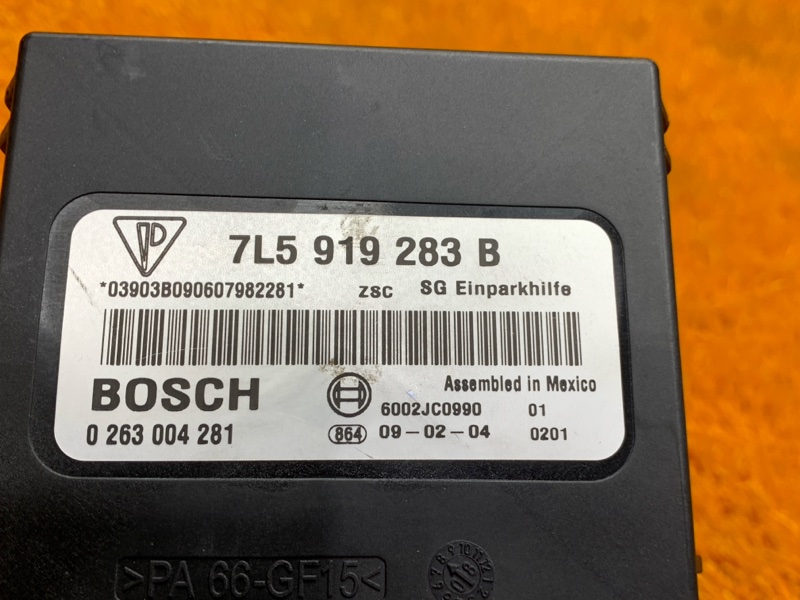 7L5 919 283 B
*03903B090607982281* ZSC SG Einparkhilfe
BOSCH
Assembled in Mexico
6002JC0990 01
0 263 004 281
864 09-02-04 0201
>PA 66-GF15<